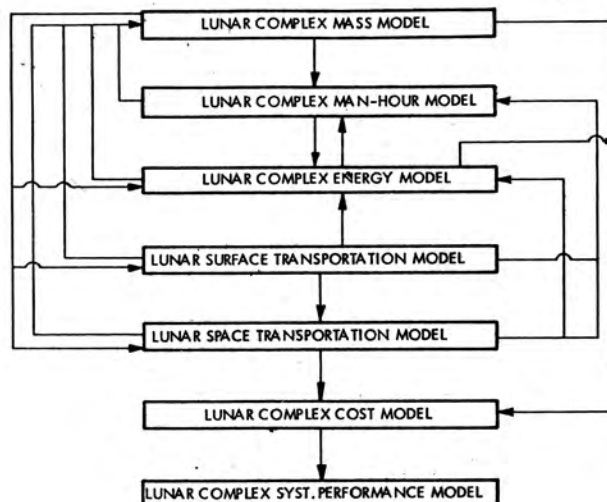 LUNAR COMPLEX MASS MODEL
LUNAR COMPLEX MAN-HOUR MODEL
LUNAR COMPLEX ENERGY MODEL
LUNAR SURFACE TRANSPORTATION MODEL
LUNAR SPACE TRANSPORTATION MODEL
LUNAR COMPLEX COST MODEL
LUNAR COMPLEX SYST. PERFORMANCE MODEL